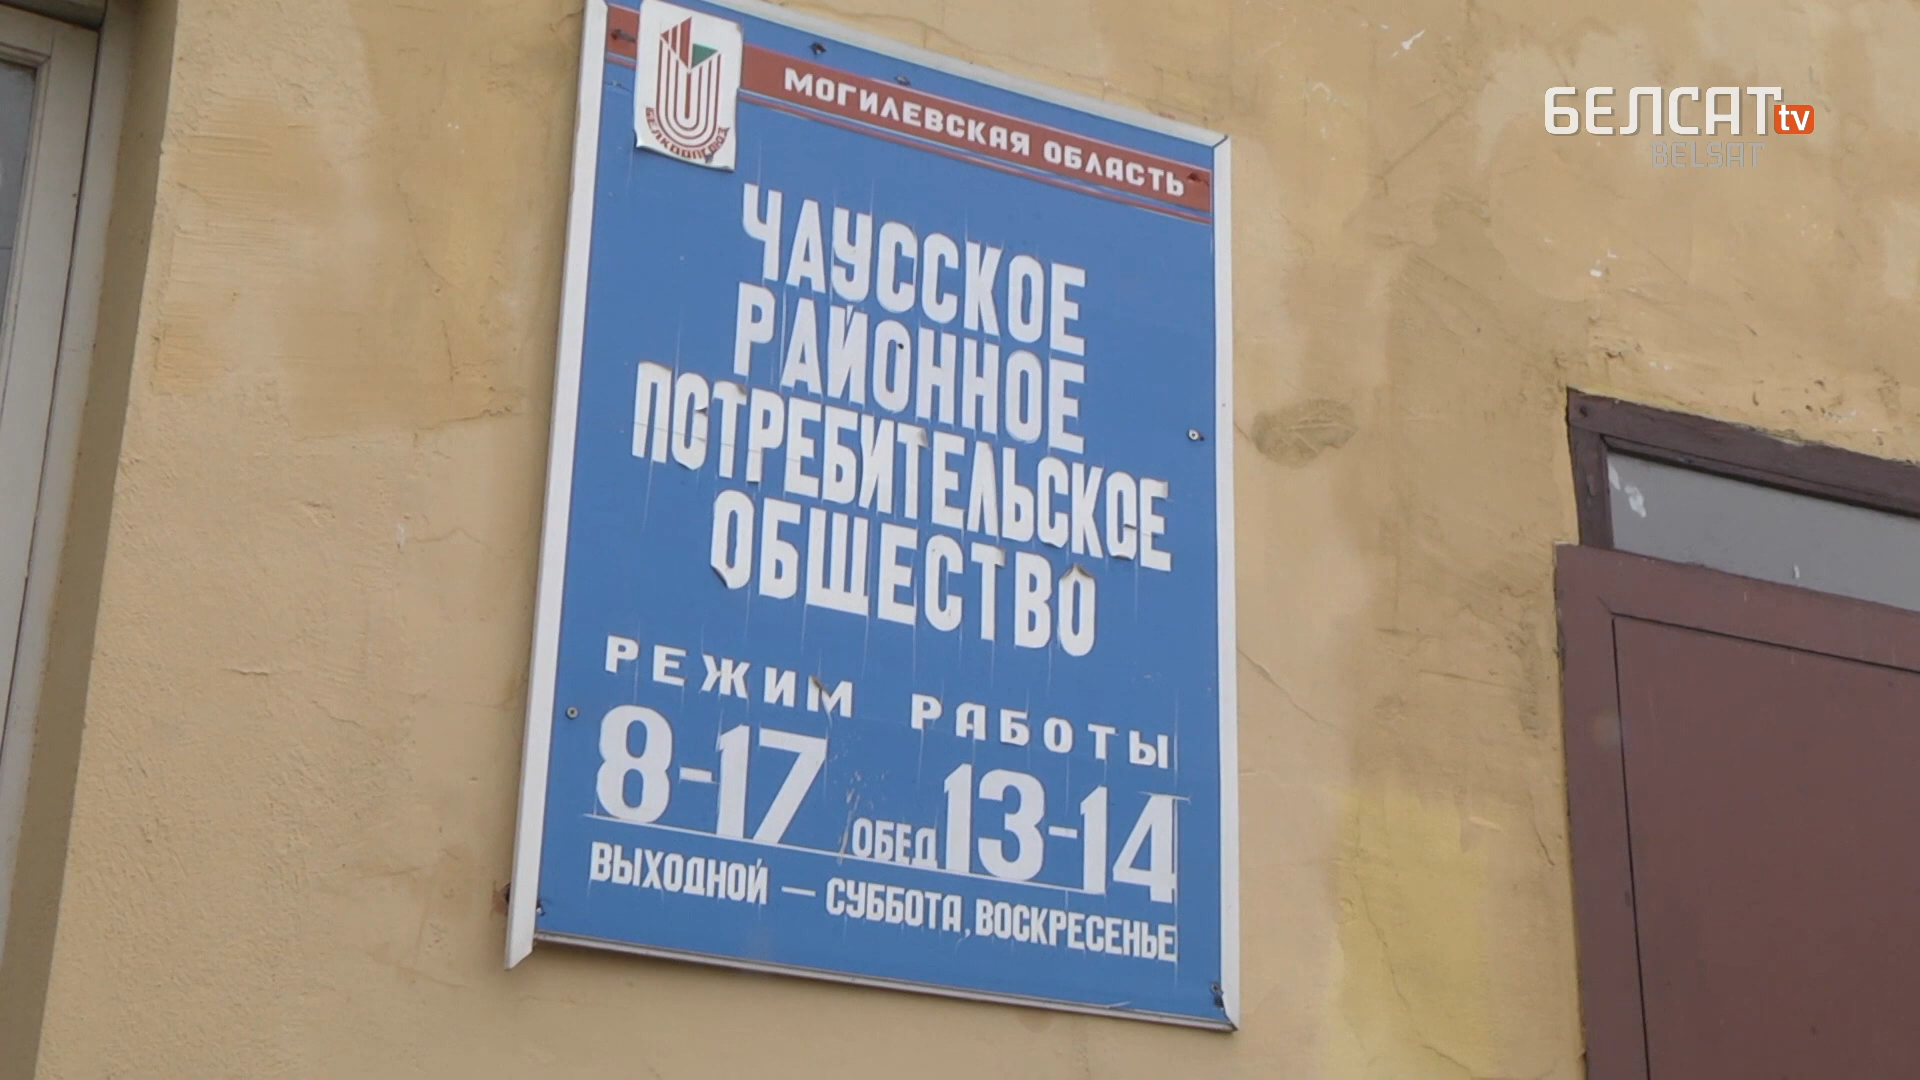 БЕЛСАТ tv
BELSAT
БЕЛКООПСОЮЗ
МОГИЛЕВСКАЯ ОБЛАСТЬ
ЧАУССКОЕ
РАЙОННОЕ
ПОТРЕБИТЕЛЬСКОЕ
ОБЩЕСТВО
РЕЖИМ РАБОТЫ
8-17 ОБЕД 13-14
ВЫХОДНОЙ — СУББОТА, ВОСКРЕСЕНЬЕ